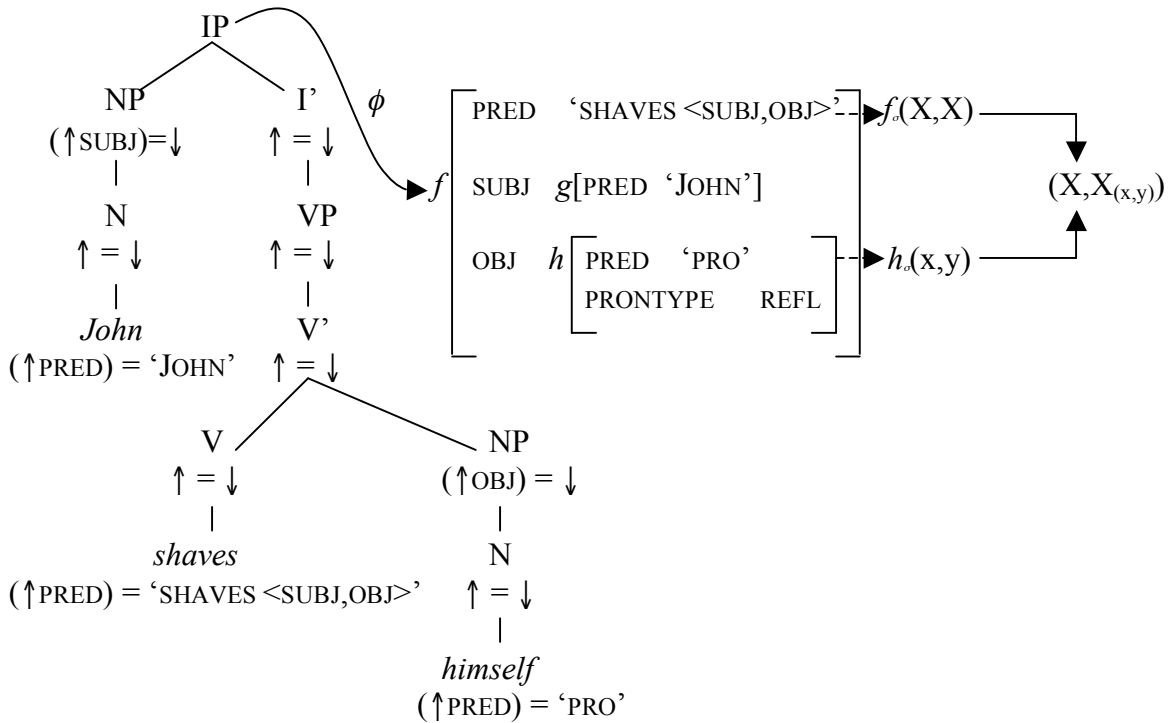 IP
NP I’ ϕ
(↑SUBJ)=↓ ↑ = ↓
N VP
↑ = ↓ ↑ = ↓
John V’
(↑PRED) = ‘JOHN’ ↑ = ↓
V NP
↑ = ↓ (↑OBJ) = ↓
shaves N
(↑PRED) = ‘SHAVES <SUBJ,OBJ>’ ↑ = ↓
himself
(↑PRED) = ‘PRO’
PRED ‘SHAVES <SUBJ,OBJ>’ fσ(X,X)
f SUBJ g[PRED ‘JOHN’] (X,X(x,y))
OBJ h PRED ‘PRO’ hσ(x,y)
PRONTYPE REFL